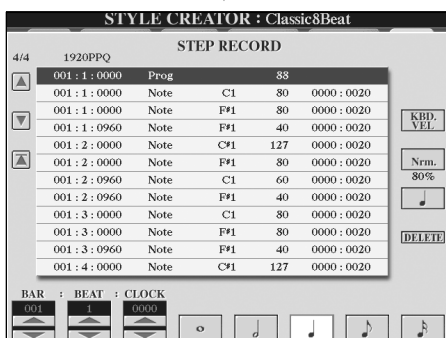 STYLE CREATOR : Classic8Beat
STEP RECORD
4/4 1920PPQ
001 : 1 : 0000 Prog 88
001 : 1 : 0000 Note C1 80 0000 : 0020
001 : 1 : 0000 Note F#1 80 0000 : 0020
001 : 1 : 0960 Note F#1 40 0000 : 0020
001 : 2 : 0000 Note C#1 127 0000 : 0020
001 : 2 : 0000 Note F#1 80 0000 : 0020
001 : 2 : 0960 Note C1 60 0000 : 0020
001 : 2 : 0960 Note F#1 40 0000 : 0020
001 : 3 : 0000 Note C1 80 0000 : 0020
001 : 3 : 0000 Note F#1 80 0000 : 0020
001 : 3 : 0960 Note F#1 40 0000 : 0020
001 : 4 : 0000 Note C#1 127 0000 : 0020
KBD.
VEL
Nrm.
80%
DELETE
BAR : BEAT : CLOCK
001 1 0000